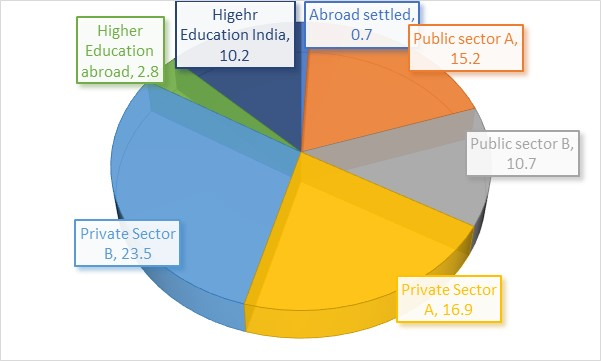 Higher
Education
abroad, 2.8
Higehr
Education India,
10.2
Abroad settled,
0.7
Public sector A,
15.2
Public sector B,
10.7
Private Sector
B, 23.5
Private Sector
A, 16.9